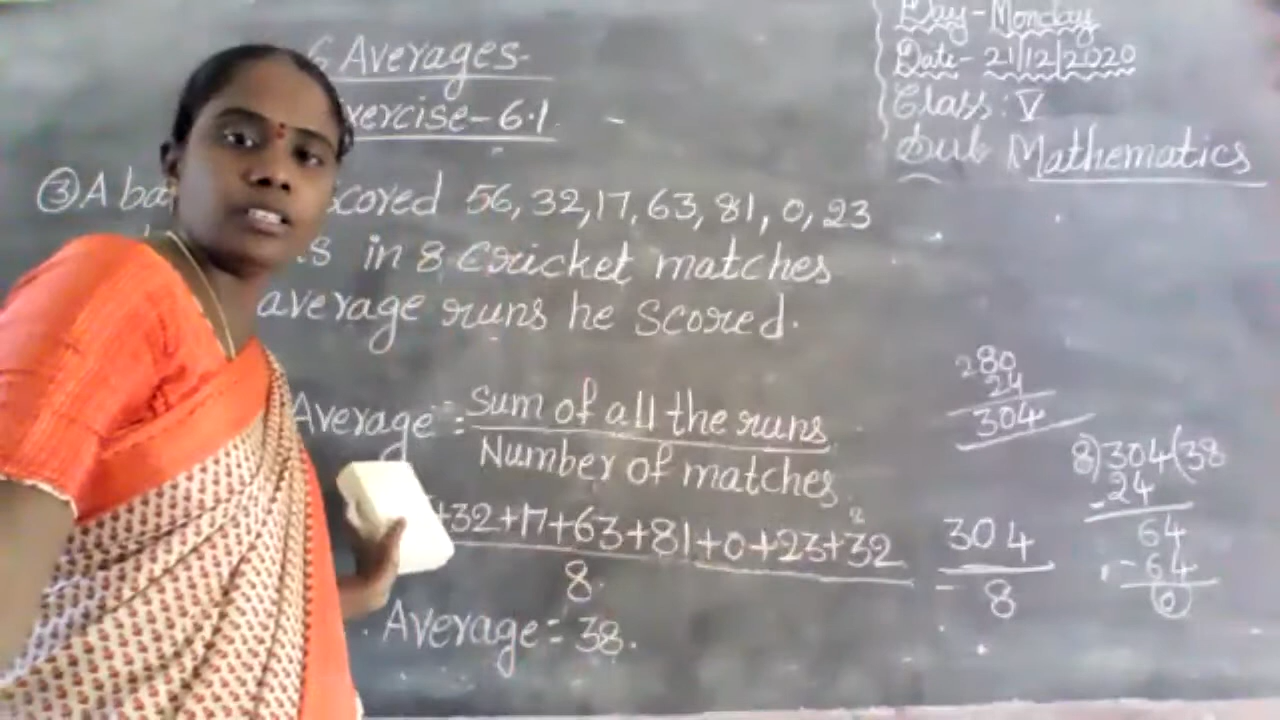 6 Averages-
xercise-6.1
Day-Monday
Date- 21/12/2020
Class: V
Sub Mathematics
③ A ba scored 56, 32, 17, 63, 81, 0, 23
s in 8 Cricket matches
average runs he scored.
Average = Sum of all the runs
Number of matches
+32+17+63+81+0+23+32
8
Average = 38.
280
24
304
304
8
8)304(38
-24
64
-64
0